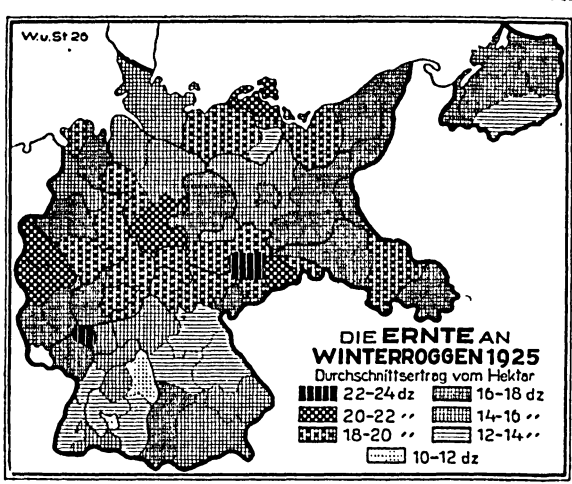 W.u.St 26
DIE ERNTE AN
WINTERROGGEN 1925
Durchschnittsertrag vom Hektar
22–24 dz
16–18 dz
20–22 〃
14–16 〃
18–20 〃
12–14 〃
10–12 dz